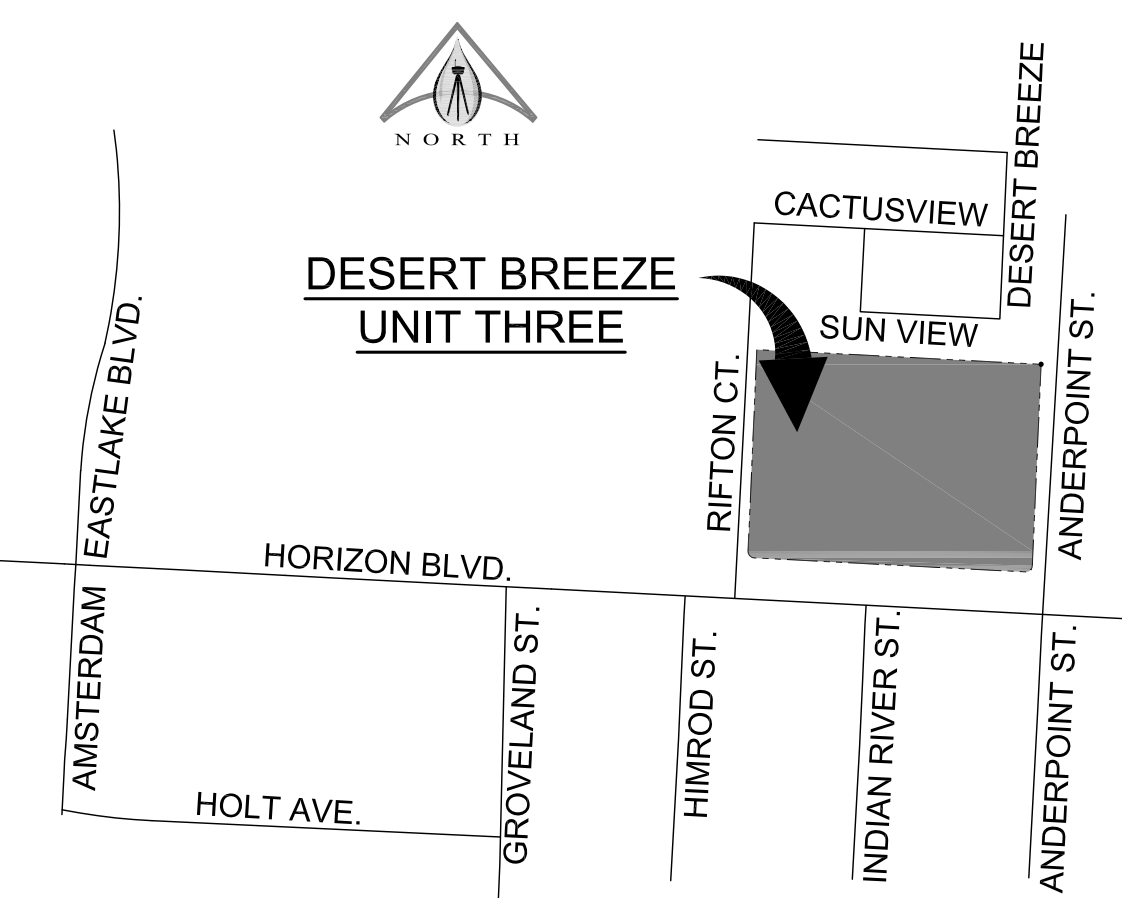 NORTH
DESERT BREEZE
CACTUSVIEW
DESERT BREEZE
UNIT THREE
SUN VIEW
ANDERPOINT ST.
EASTLAKE BLVD.
RIFTON CT.
HORIZON BLVD.
AMSTERDAM
GROVELAND ST.
HIMROD ST.
INDIAN RIVER ST.
ANDERPOINT ST.
HOLT AVE.